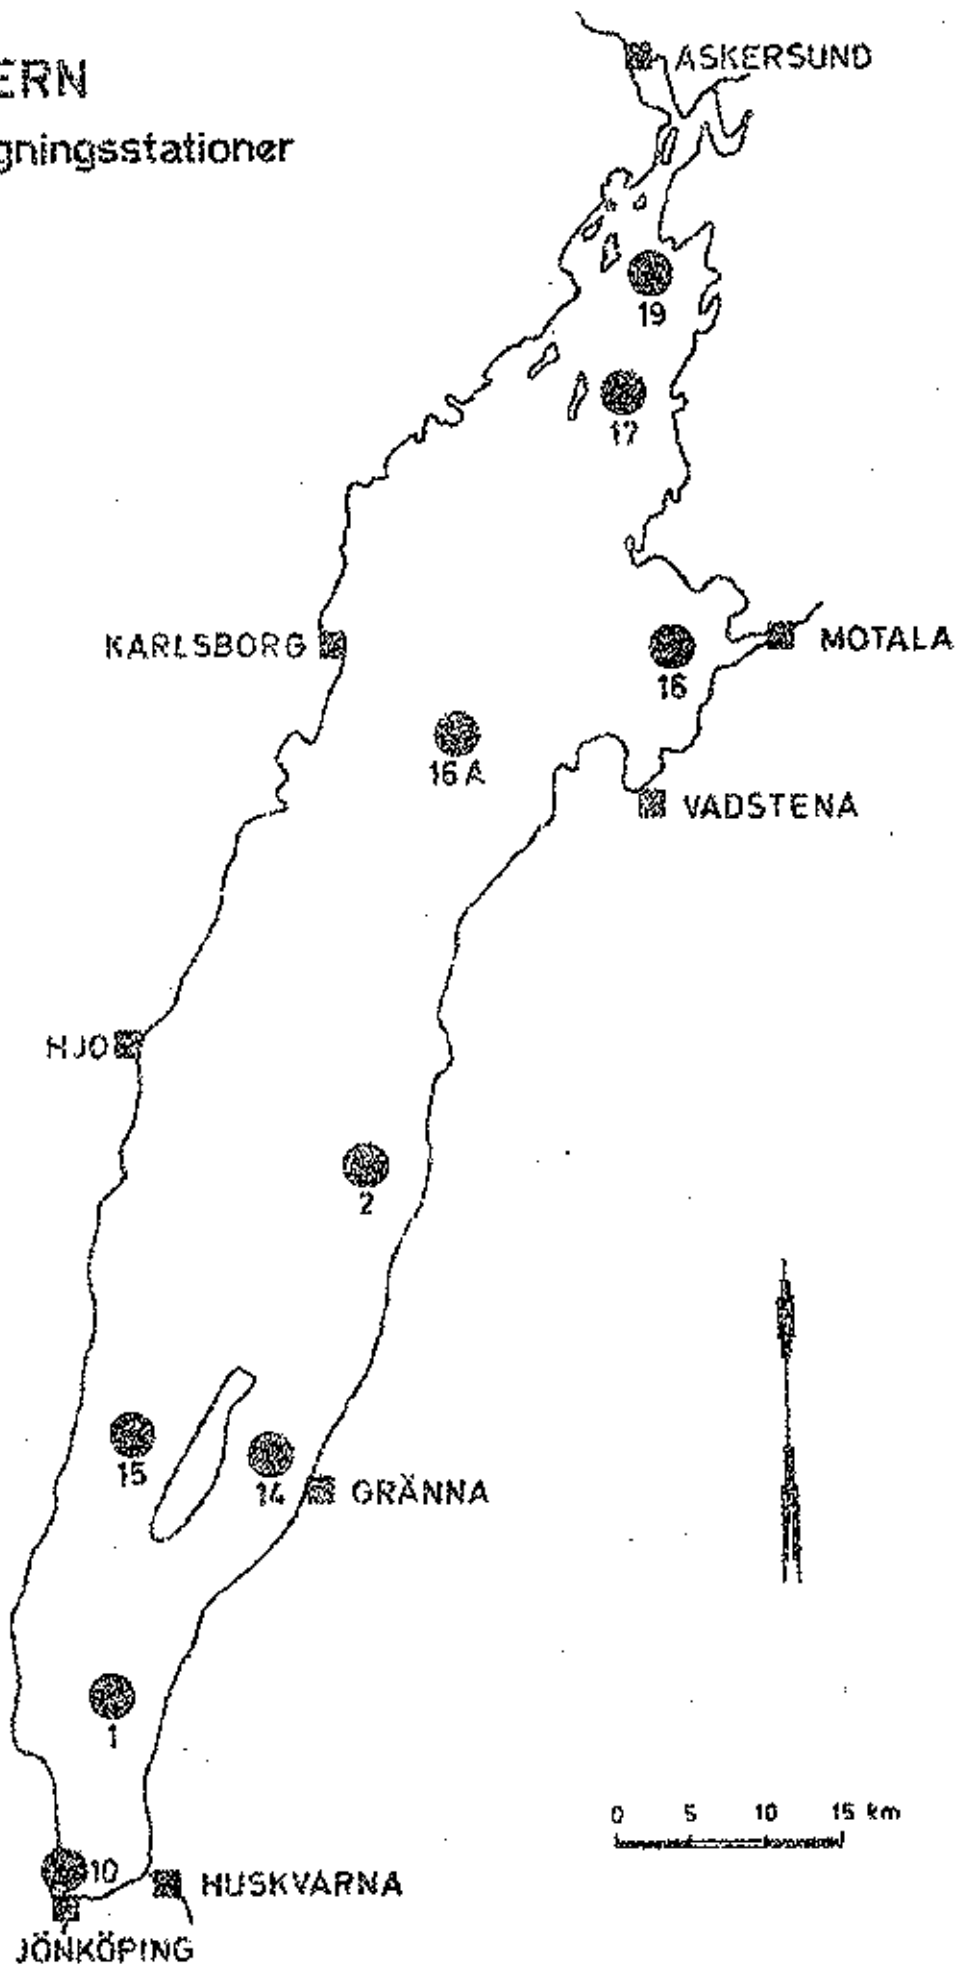 ERN
gningsstationer
ASKERSUND
19
17
KARLSBORG
MOTALA
16
16 A
VADSTENA
HJO
2
15
14
GRÄNNA
1
0 5 10 15 km
10
HUSKVARNA
JÖNKÖPING